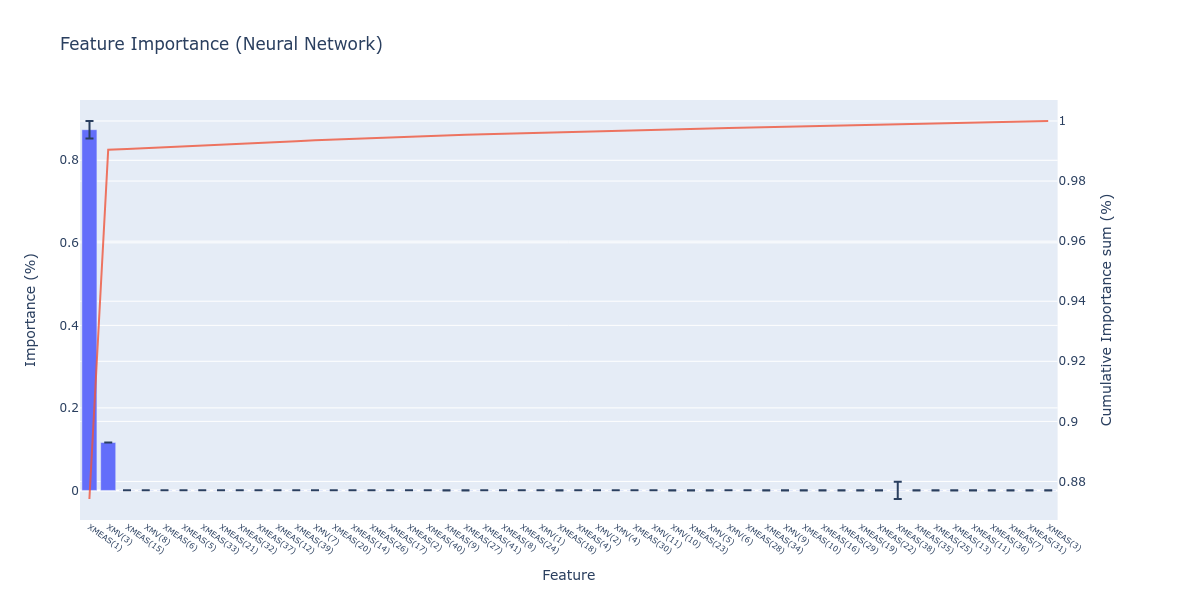 Feature Importance (Neural Network)
1
0.8
0.98
0.6
0.96
0.94
0.4
0.92
0.2
0.9
0
0.88
Importance (%)
Cumulative Importance sum (%)
XMEAS(1)
XMV(3)
XMEAS(15)
XMV(8)
XMEAS(6)
XMEAS(5)
XMEAS(33)
XMEAS(21)
XMEAS(32)
XMEAS(37)
XMEAS(12)
XMEAS(39)
XMV(7)
XMEAS(20)
XMEAS(14)
XMEAS(26)
XMEAS(17)
XMEAS(2)
XMEAS(40)
XMEAS(9)
XMEAS(27)
XMEAS(41)
XMEAS(8)
XMEAS(24)
XMV(1)
XMEAS(18)
XMEAS(4)
XMV(2)
XMV(4)
XMEAS(30)
XMV(11)
XMV(10)
XMEAS(23)
XMV(5)
XMV(6)
XMEAS(28)
XMEAS(34)
XMV(9)
XMEAS(10)
XMEAS(16)
XMEAS(29)
XMEAS(19)
XMEAS(22)
XMEAS(38)
XMEAS(35)
XMEAS(25)
XMEAS(13)
XMEAS(11)
XMEAS(36)
XMEAS(7)
XMEAS(31)
XMEAS(3)
Feature